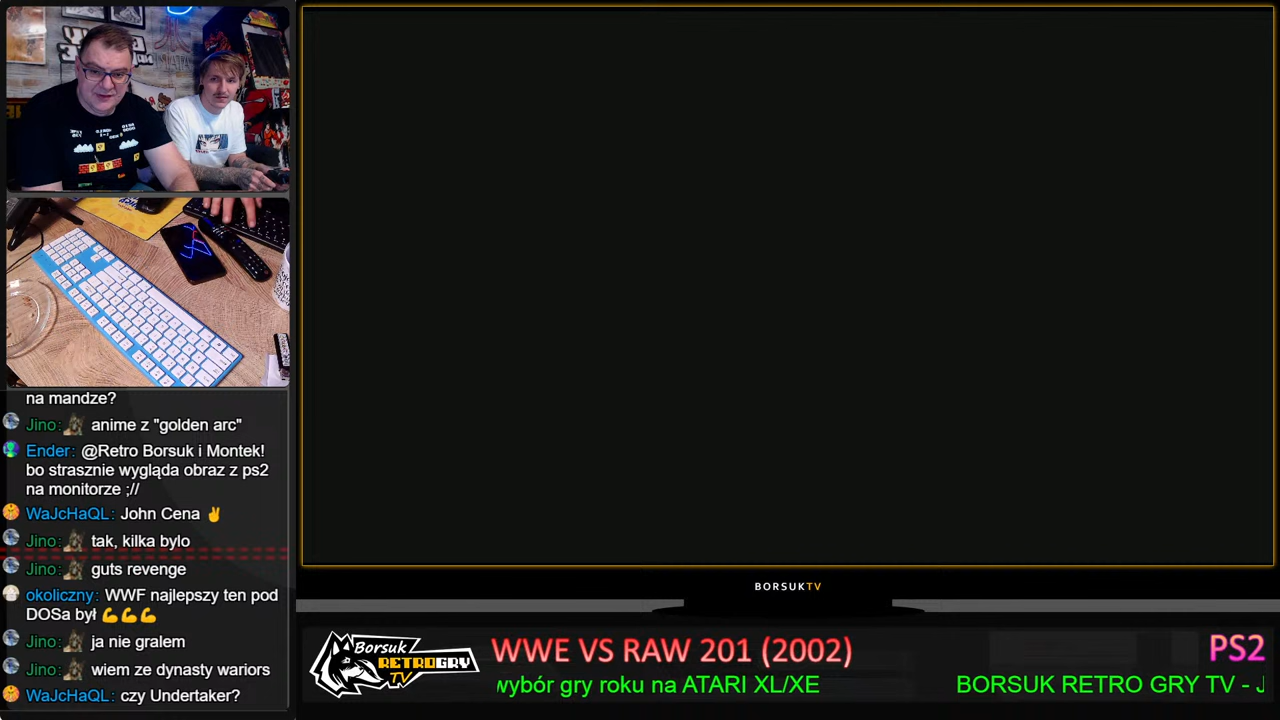 na mandze?
Jino: anime z "golden arc"
Ender: @Retro Borsuk i Montek!
bo strasznie wygląda obraz z ps2
na monitorze ;//
WaJcHaQL: John Cena ✌
Jino: tak, kilka bylo
Jino: guts revenge
okoliczny: WWF najlepszy ten pod
DOSa był 💪💪💪
Jino: ja nie gralem
Jino: wiem ze dynasty wariors
WaJcHaQL: czy Undertaker?
BORSUKTV
Borsuk
RETROGRY
TV
WWE VS RAW 201 (2002)
PS2
wybór gry roku na ATARI XL/XE
BORSUK RETRO GRY TV - J